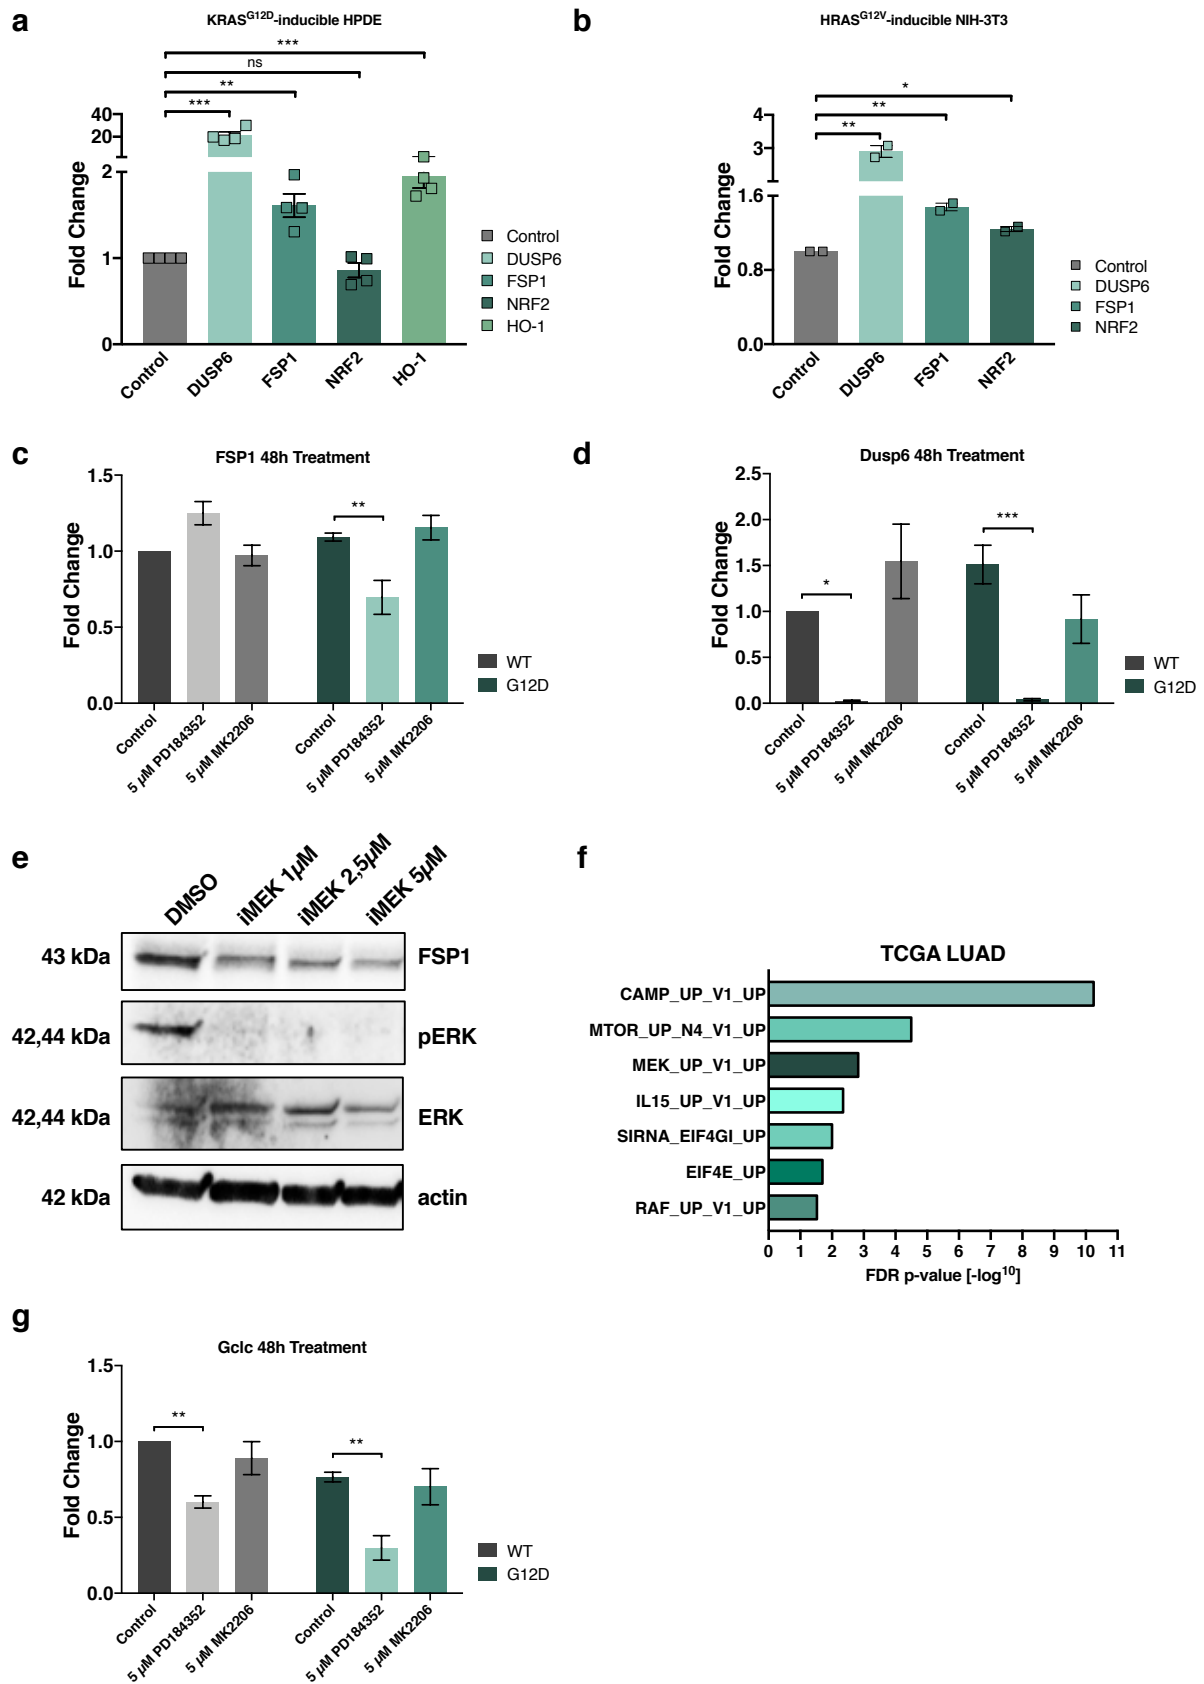 a
KRASG12D-inducible HPDE
***
ns
**
***
40
20
2
1
0
Fold Change
Control
DUSP6
FSP1
NRF2
HO-1
Control
DUSP6
FSP1
NRF2
HO-1
b
HRASG12V-inducible NIH-3T3
*
**
**
4
3
1.6
0.8
0.0
Fold Change
Control
DUSP6
FSP1
NRF2
Control
DUSP6
FSP1
NRF2
c
FSP1 48h Treatment
1.5
1.0
0.5
0.0
Fold Change
**
Control
5 µM PD184352
5 µM MK2206
Control
5 µM PD184352
5 µM MK2206
WT
G12D
d
Dusp6 48h Treatment
2.5
2.0
1.5
1.0
0.5
0.0
Fold Change
*
***
Control
5 µM PD184352
5 µM MK2206
Control
5 µM PD184352
5 µM MK2206
WT
G12D
e
DMSO
iMEK 1µM
iMEK 2,5µM
iMEK 5µM
43 kDa
FSP1
42,44 kDa
pERK
42,44 kDa
ERK
42 kDa
actin
f
TCGA LUAD
CAMP_UP_V1_UP
MTOR_UP_N4_V1_UP
MEK_UP_V1_UP
IL15_UP_V1_UP
SIRNA_EIF4GI_UP
EIF4E_UP
RAF_UP_V1_UP
0 1 2 3 4 5 6 7 8 9 10 11
FDR p-value [-log10]
g
Gclc 48h Treatment
1.5
1.0
0.5
0.0
Fold Change
**
**
Control
5 µM PD184352
5 µM MK2206
Control
5 µM PD184352
5 µM MK2206
WT
G12D